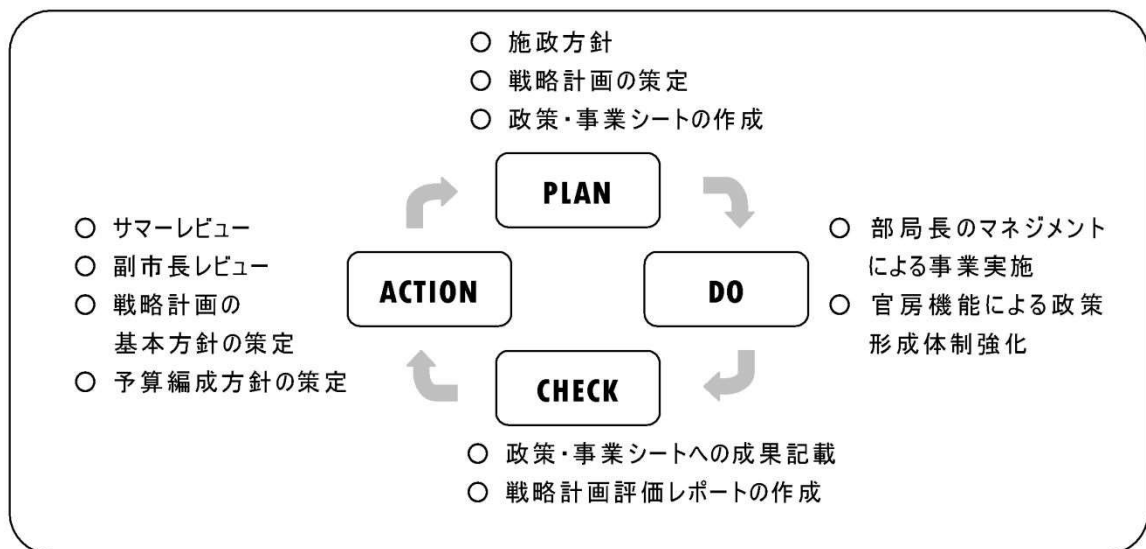 ○ 施政方針
○ 戦略計画の策定
○ 政策・事業シートの作成
PLAN
○ サマーレビュー
○ 副市長レビュー
○ 戦略計画の
基本方針の策定
○ 予算編成方針の策定
ACTION
DO
○ 部局長のマネジメント
による事業実施
○ 官房機能による政策
形成体制強化
CHECK
○ 政策・事業シートへの成果記載
○ 戦略計画評価レポートの作成